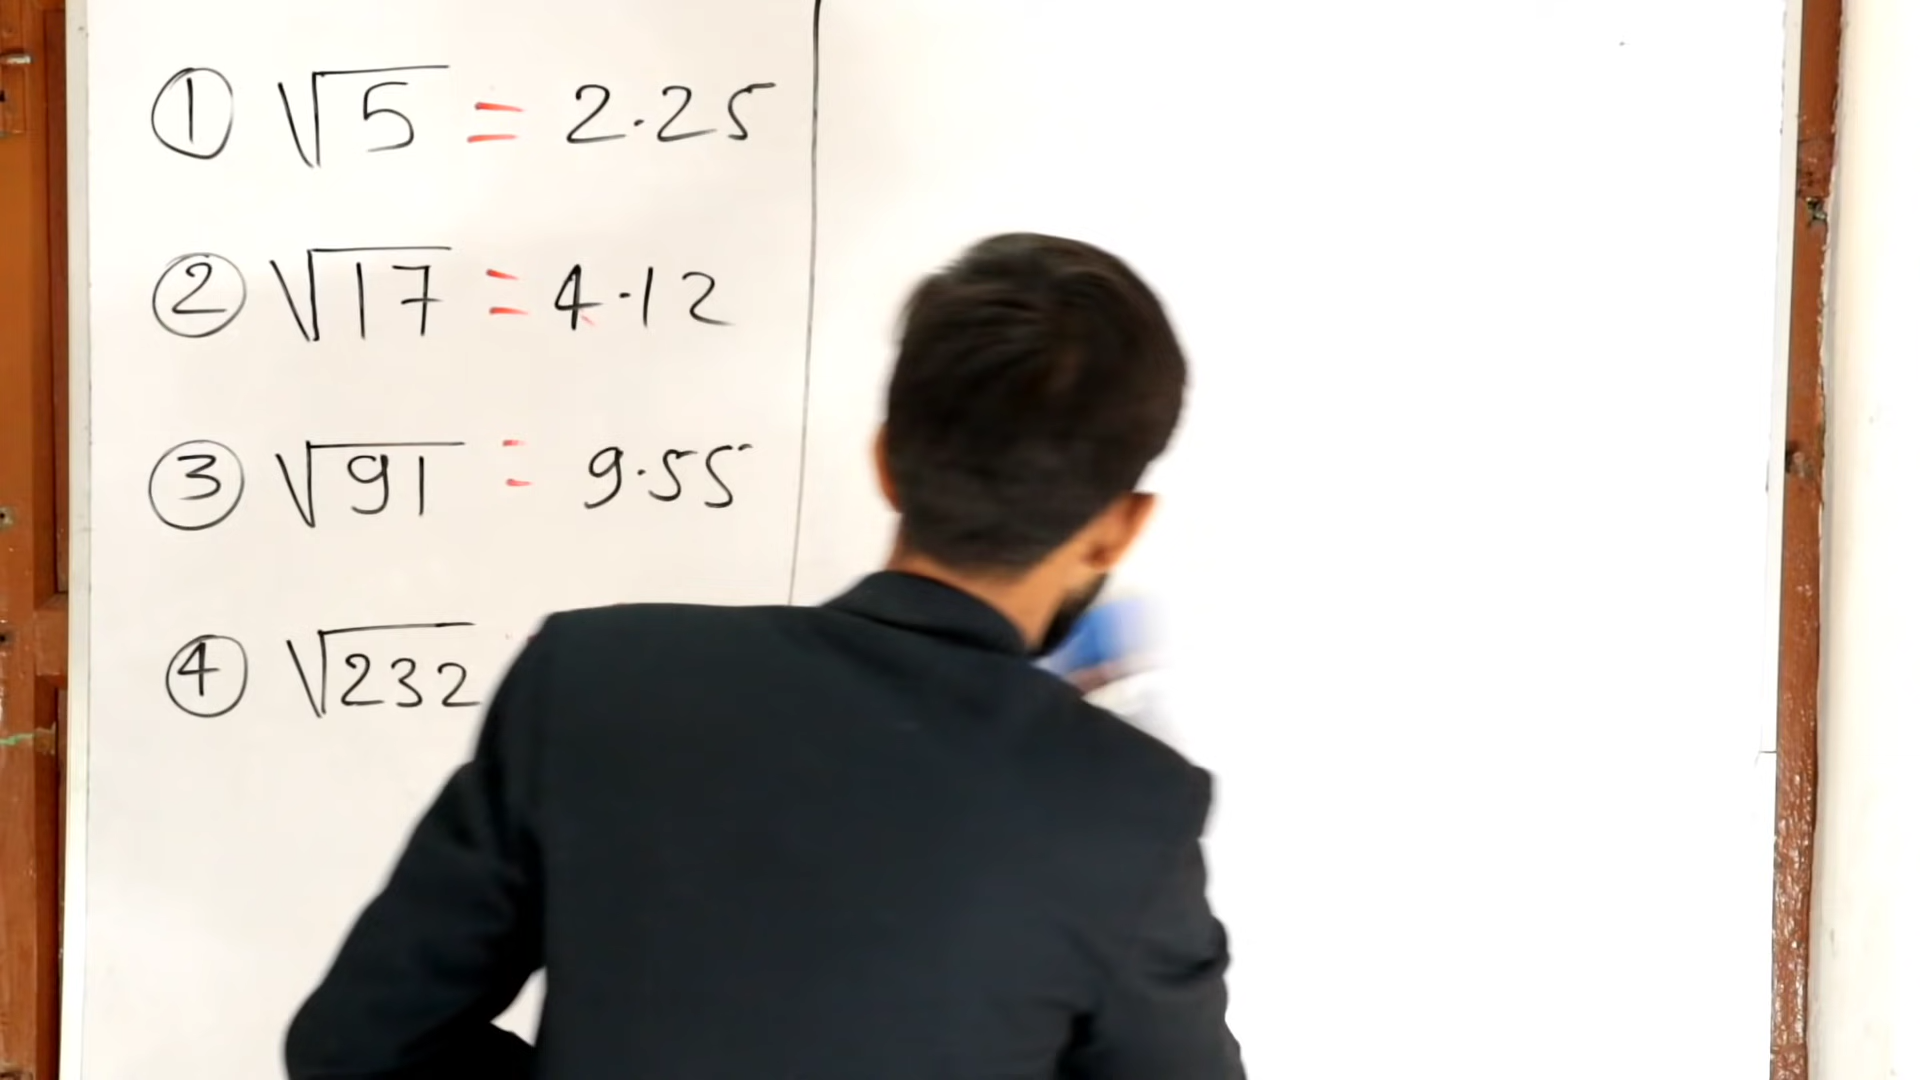 ① √5 = 2.25
② √17 = 4.12
③ √91 = 9.55
④ √232